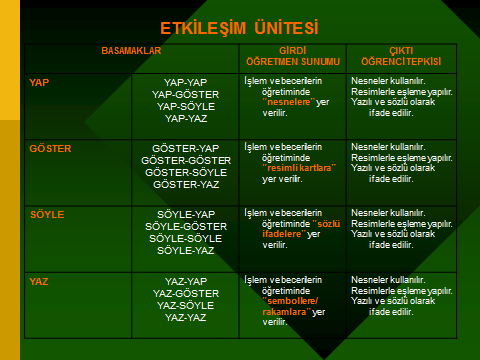 ETKİLEŞİM ÜNİTESİ
BASAMAKLAR
GİRDİ
ÖĞRETMEN SUNUMU
ÇIKTI
ÖĞRENCİ TEPKİSİ
YAP
YAP-YAP
YAP-GÖSTER
YAP-SÖYLE
YAP-YAZ
İşlem ve becerilerin
öğretiminde
"nesnelere" yer
verilir.
Nesneler kullanılır.
Resimlerle eşleme yapılır.
Yazılı ve sözlü olarak
ifade edilir.
GÖSTER
GÖSTER-YAP
GÖSTER-GÖSTER
GÖSTER-SÖYLE
GÖSTER-YAZ
İşlem ve becerilerin
öğretiminde
"resimli kartlara"
yer verilir.
Nesneler kullanılır.
Resimlerle eşleme yapılır.
Yazılı ve sözlü olarak
ifade edilir.
SÖYLE
SÖYLE-YAP
SÖYLE-GÖSTER
SÖYLE-SÖYLE
SÖYLE-YAZ
İşlem ve becerilerin
öğretiminde "sözlü
ifadelere" yer
verilir.
Nesneler kullanılır.
Resimlerle eşleme yapılır.
Yazılı ve sözlü olarak
ifade edilir.
YAZ
YAZ-YAP
YAZ-GÖSTER
YAZ-SÖYLE
YAZ-YAZ
İşlem ve becerilerin
öğretiminde
"sembollere/
rakamlara" yer
verilir.
Nesneler kullanılır.
Resimlerle eşleme yapılır.
Yazılı ve sözlü olarak
ifade edilir.